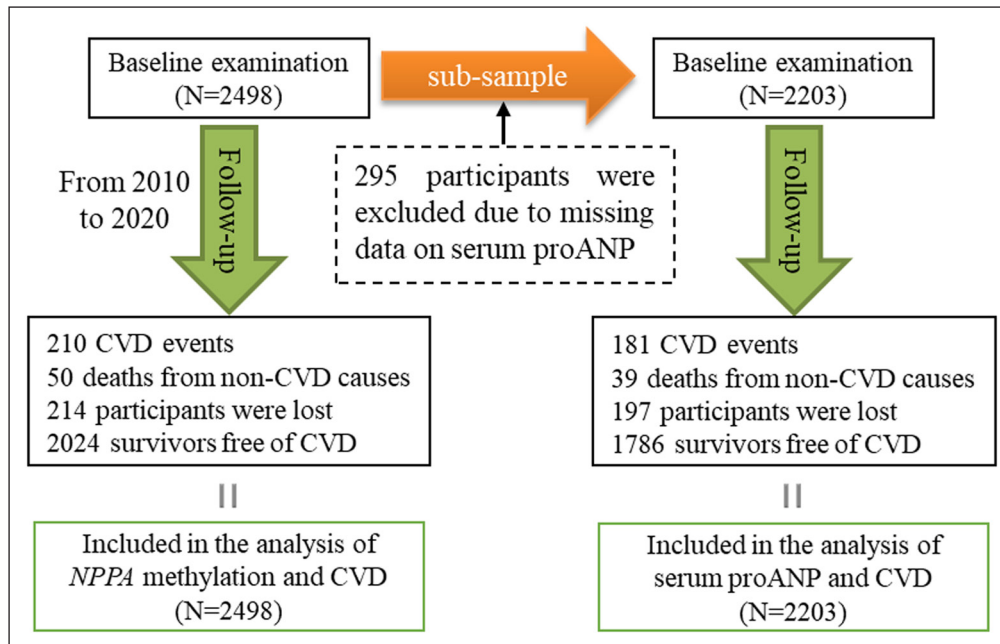 Baseline examination
(N=2498)
sub-sample
Baseline examination
(N=2203)
From 2010
to 2020
Follow-up
295 participants were
excluded due to missing
data on serum proANP
Follow-up
210 CVD events
50 deaths from non-CVD causes
214 participants were lost
2024 survivors free of CVD
181 CVD events
39 deaths from non-CVD causes
197 participants were lost
1786 survivors free of CVD
Included in the analysis of
NPPA methylation and CVD
(N=2498)
Included in the analysis of
serum proANP and CVD
(N=2203)